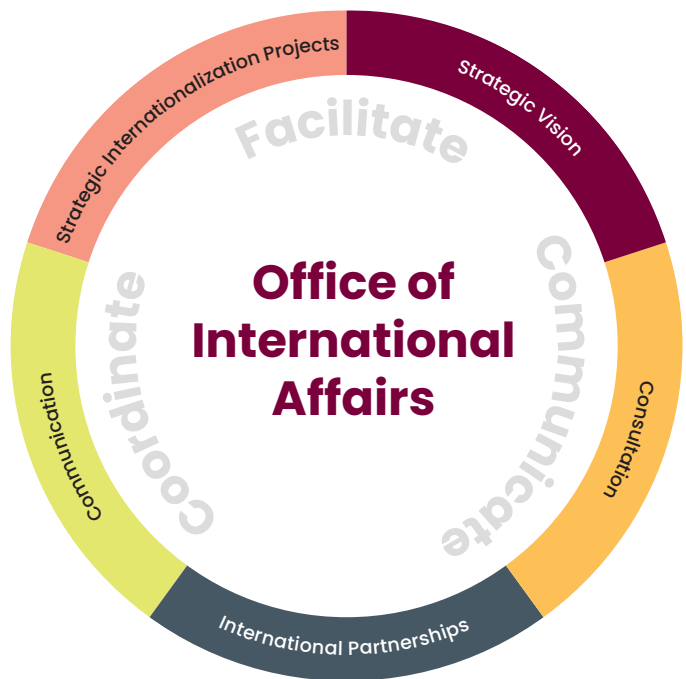 Strategic Internationalization Projects
Strategic Vision
Facilitate
Coordinate
Office of
International
Affairs
Communicate
Communication
Consultation
International Partnerships